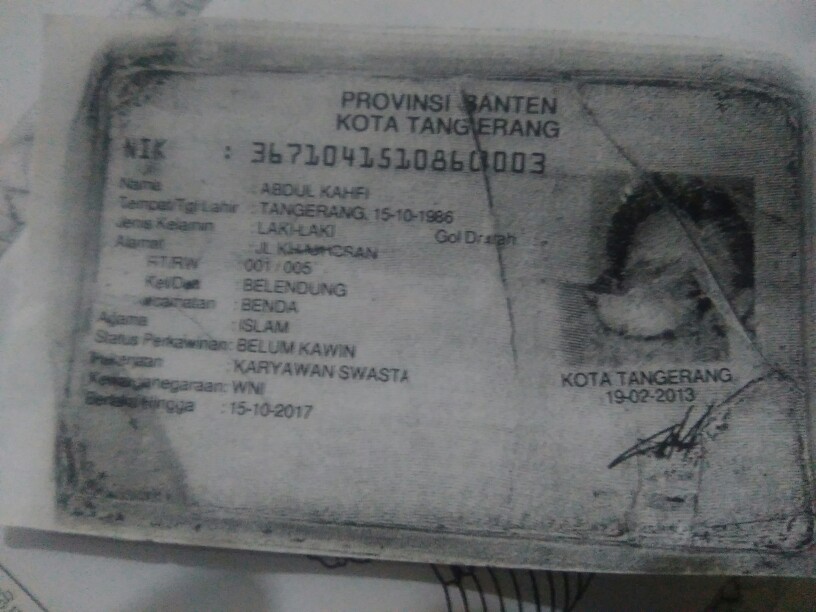 PROVINSI BANTEN
KOTA TANGERANG
NIK : 3671041510860003
Nama : ABDUL KAHFI
Tempat/Tgl Lahir : TANGERANG, 15-10-1986
Jenis Kelamin : LAKI-LAKI Gol Darah
Alamat : JL
RT/RW : 001 / 005
Kel/Desa : BELENDUNG
Kecamatan : BENDA
Agama : ISLAM
Status Perkawinan: BELUM KAWIN
Pekerjaan : KARYAWAN SWASTA
Kewarganegaraan: WNI
Berlaku Hingga : 15-10-2017
KOTA TANGERANG
19-02-2013